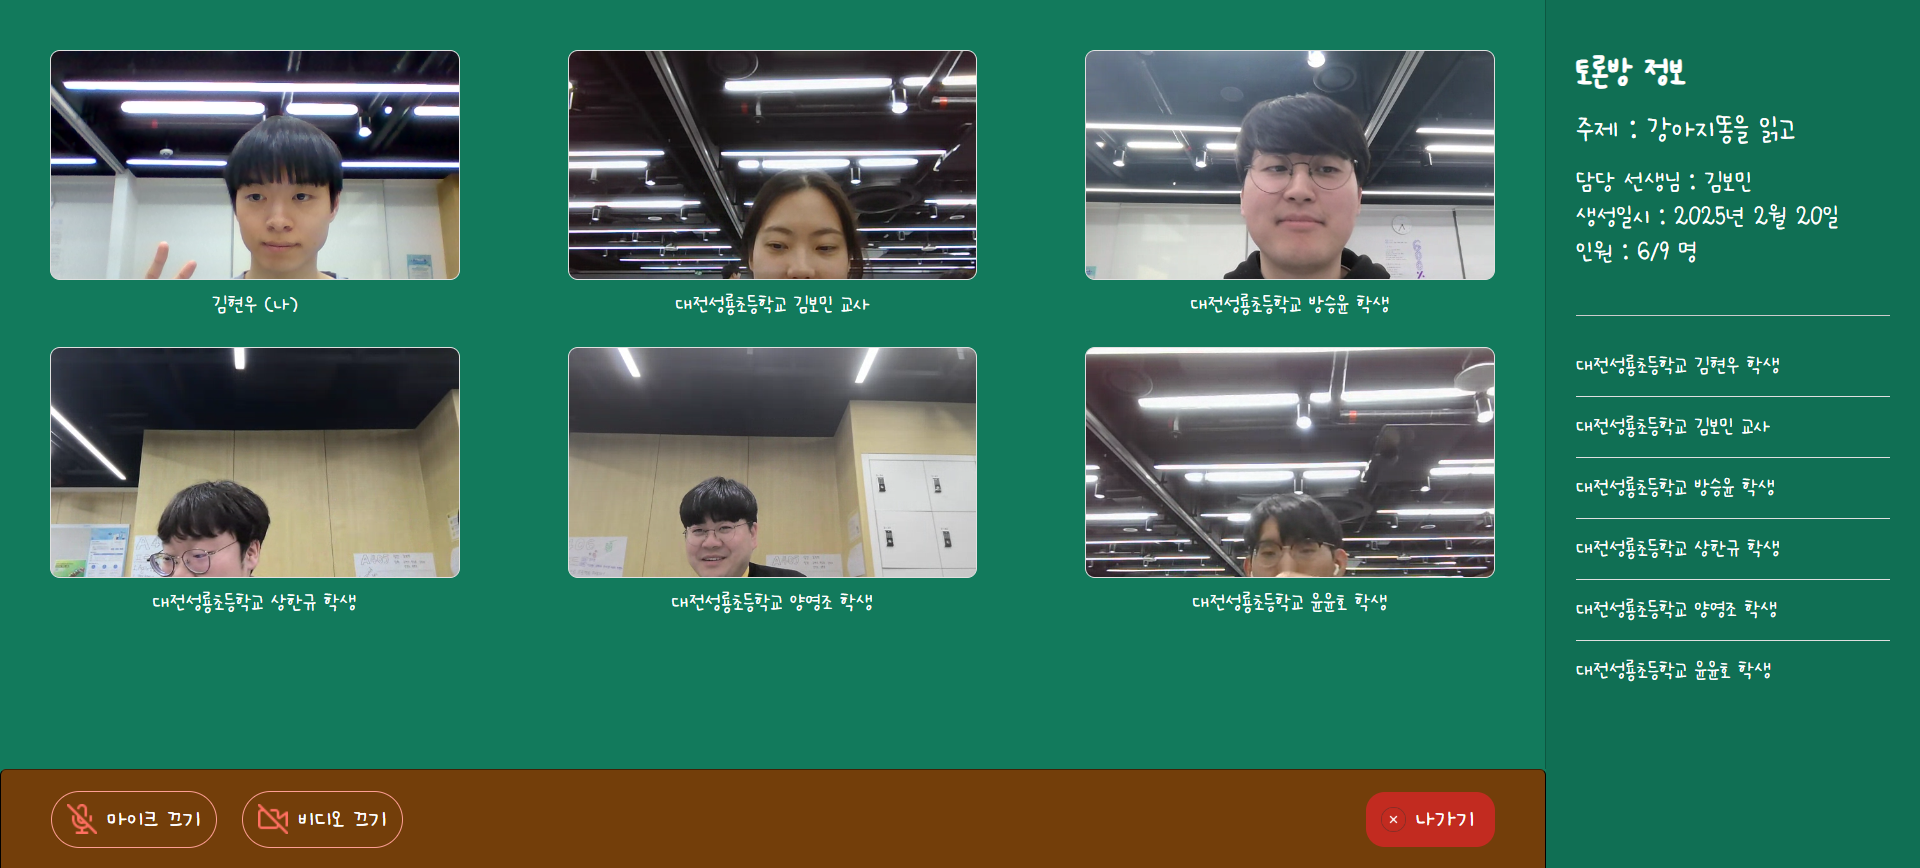 김현우 (나)
대전성룡초등학교 김보민 교사
대전성룡초등학교 방승윤 학생
대전성룡초등학교 상한규 학생
대전성룡초등학교 양영조 학생
대전성룡초등학교 윤윤호 학생
마이크 끄기
비디오 끄기
나가기
토론방 정보
주제 : 강아지똥을 읽고
담당 선생님 : 김보민
생성일시 : 2025년 2월 20일
인원 : 6/9 명
대전성룡초등학교 김현우 학생
대전성룡초등학교 김보민 교사
대전성룡초등학교 방승윤 학생
대전성룡초등학교 상한규 학생
대전성룡초등학교 양영조 학생
대전성룡초등학교 윤윤호 학생